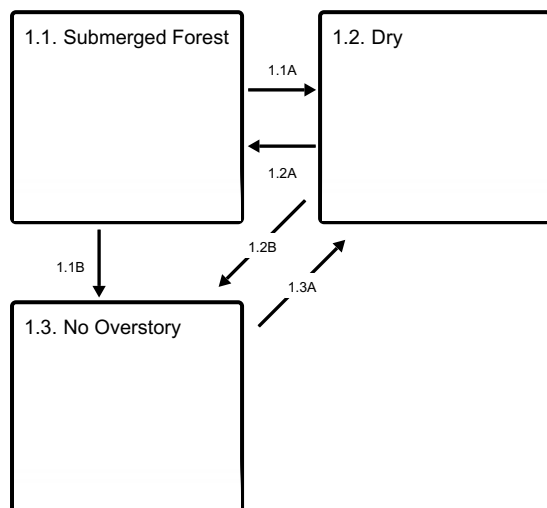 1.1. Submerged Forest
1.2. Dry
1.1A
1.2A
1.1B
1.2B
1.3A
1.3. No Overstory